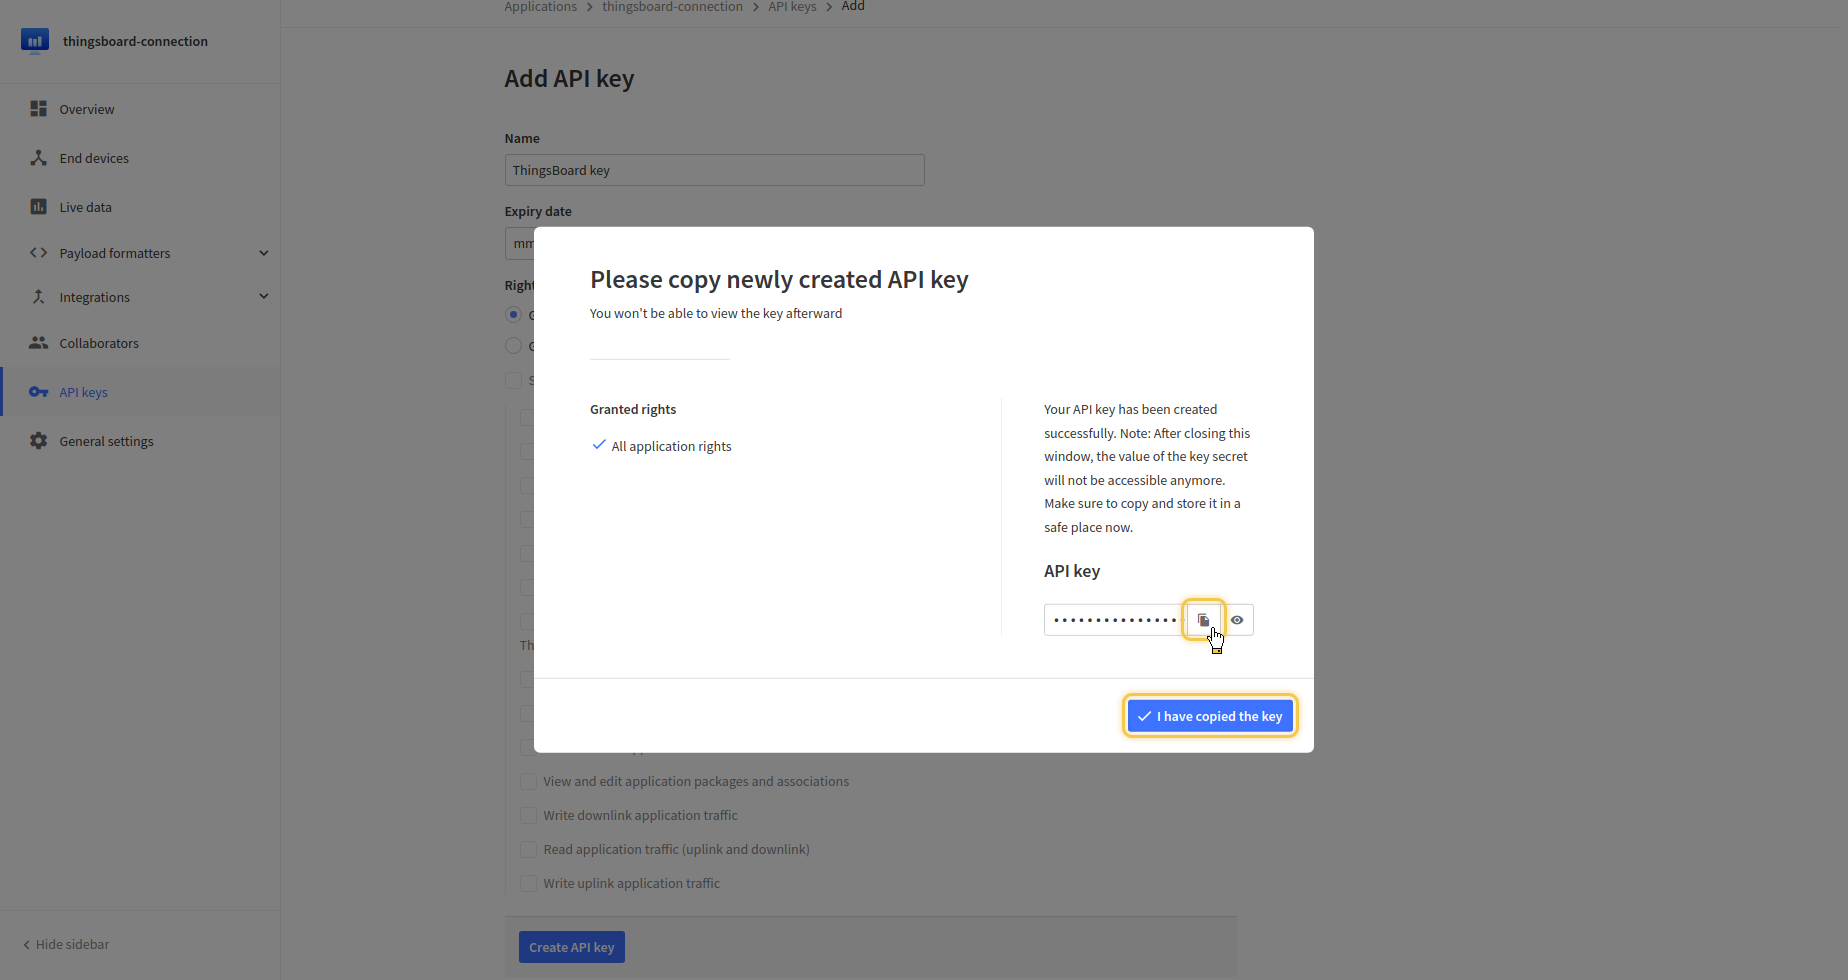 Applications > thingsboard-connection > API keys > Add
thingsboard-connection
Overview
End devices
Live data
Payload formatters
Integrations
Collaborators
API keys
General settings
Hide sidebar
Add API key
Name
ThingsBoard key
Expiry date
mm
Right
Please copy newly created API key
You won't be able to view the key afterward
Granted rights
All application rights
Your API key has been created
successfully. Note: After closing this
window, the value of the key secret
will not be accessible anymore.
Make sure to copy and store it in a
safe place now.
API key
•••••••••••••••
I have copied the key
Th
View and edit application packages and associations
Write downlink application traffic
Read application traffic (uplink and downlink)
Write uplink application traffic
Create API key